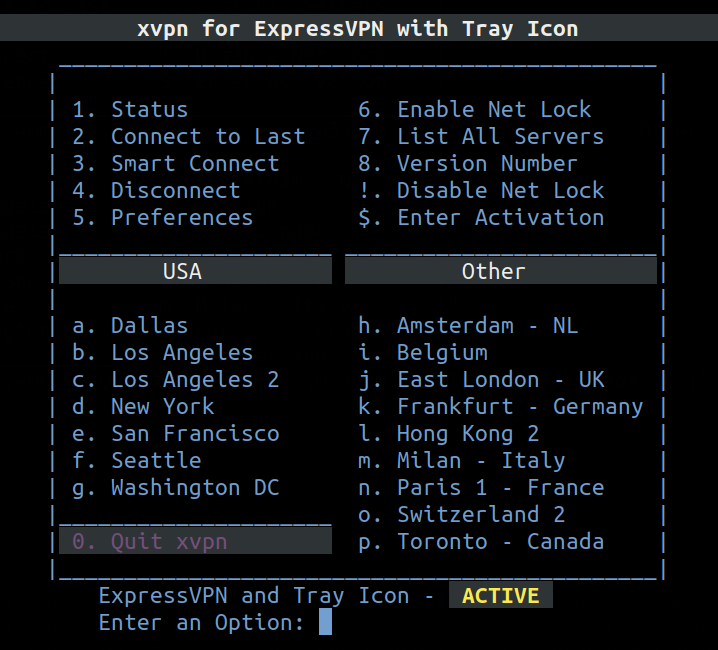 xvpn for ExpressVPN with Tray Icon
1. Status 6. Enable Net Lock
2. Connect to Last 7. List All Servers
3. Smart Connect 8. Version Number
4. Disconnect !. Disable Net Lock
5. Preferences $. Enter Activation
USA Other
a. Dallas h. Amsterdam - NL
b. Los Angeles i. Belgium
c. Los Angeles 2 j. East London - UK
d. New York k. Frankfurt - Germany
e. San Francisco l. Hong Kong 2
f. Seattle m. Milan - Italy
g. Washington DC n. Paris 1 - France
o. Switzerland 2
0. Quit xvpn p. Toronto - Canada
ExpressVPN and Tray Icon - ACTIVE
Enter an Option: